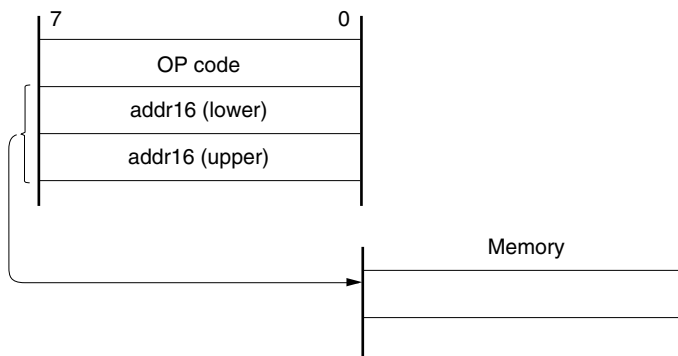 7 0
OP code
addr16 (lower)
addr16 (upper)
Memory